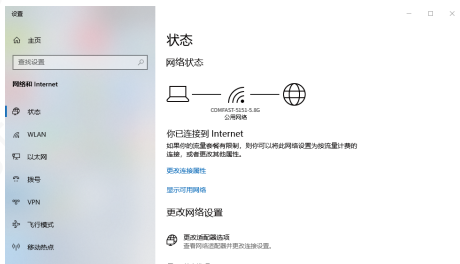 设置
主页
查找设置
网络和 Internet
状态
WLAN
以太网
拨号
VPN
飞行模式
移动热点
状态
网络状态
COMFAST-5151-5.8G
公用网络
你已连接到 Internet
如果你的流量套餐有限制，则你可以将此网络设置为按流量计费的
连接，或者更改其他属性。
更改连接属性
显示可用网络
更改网络设置
更改适配器选项
查看网络适配器并更改连接设置。